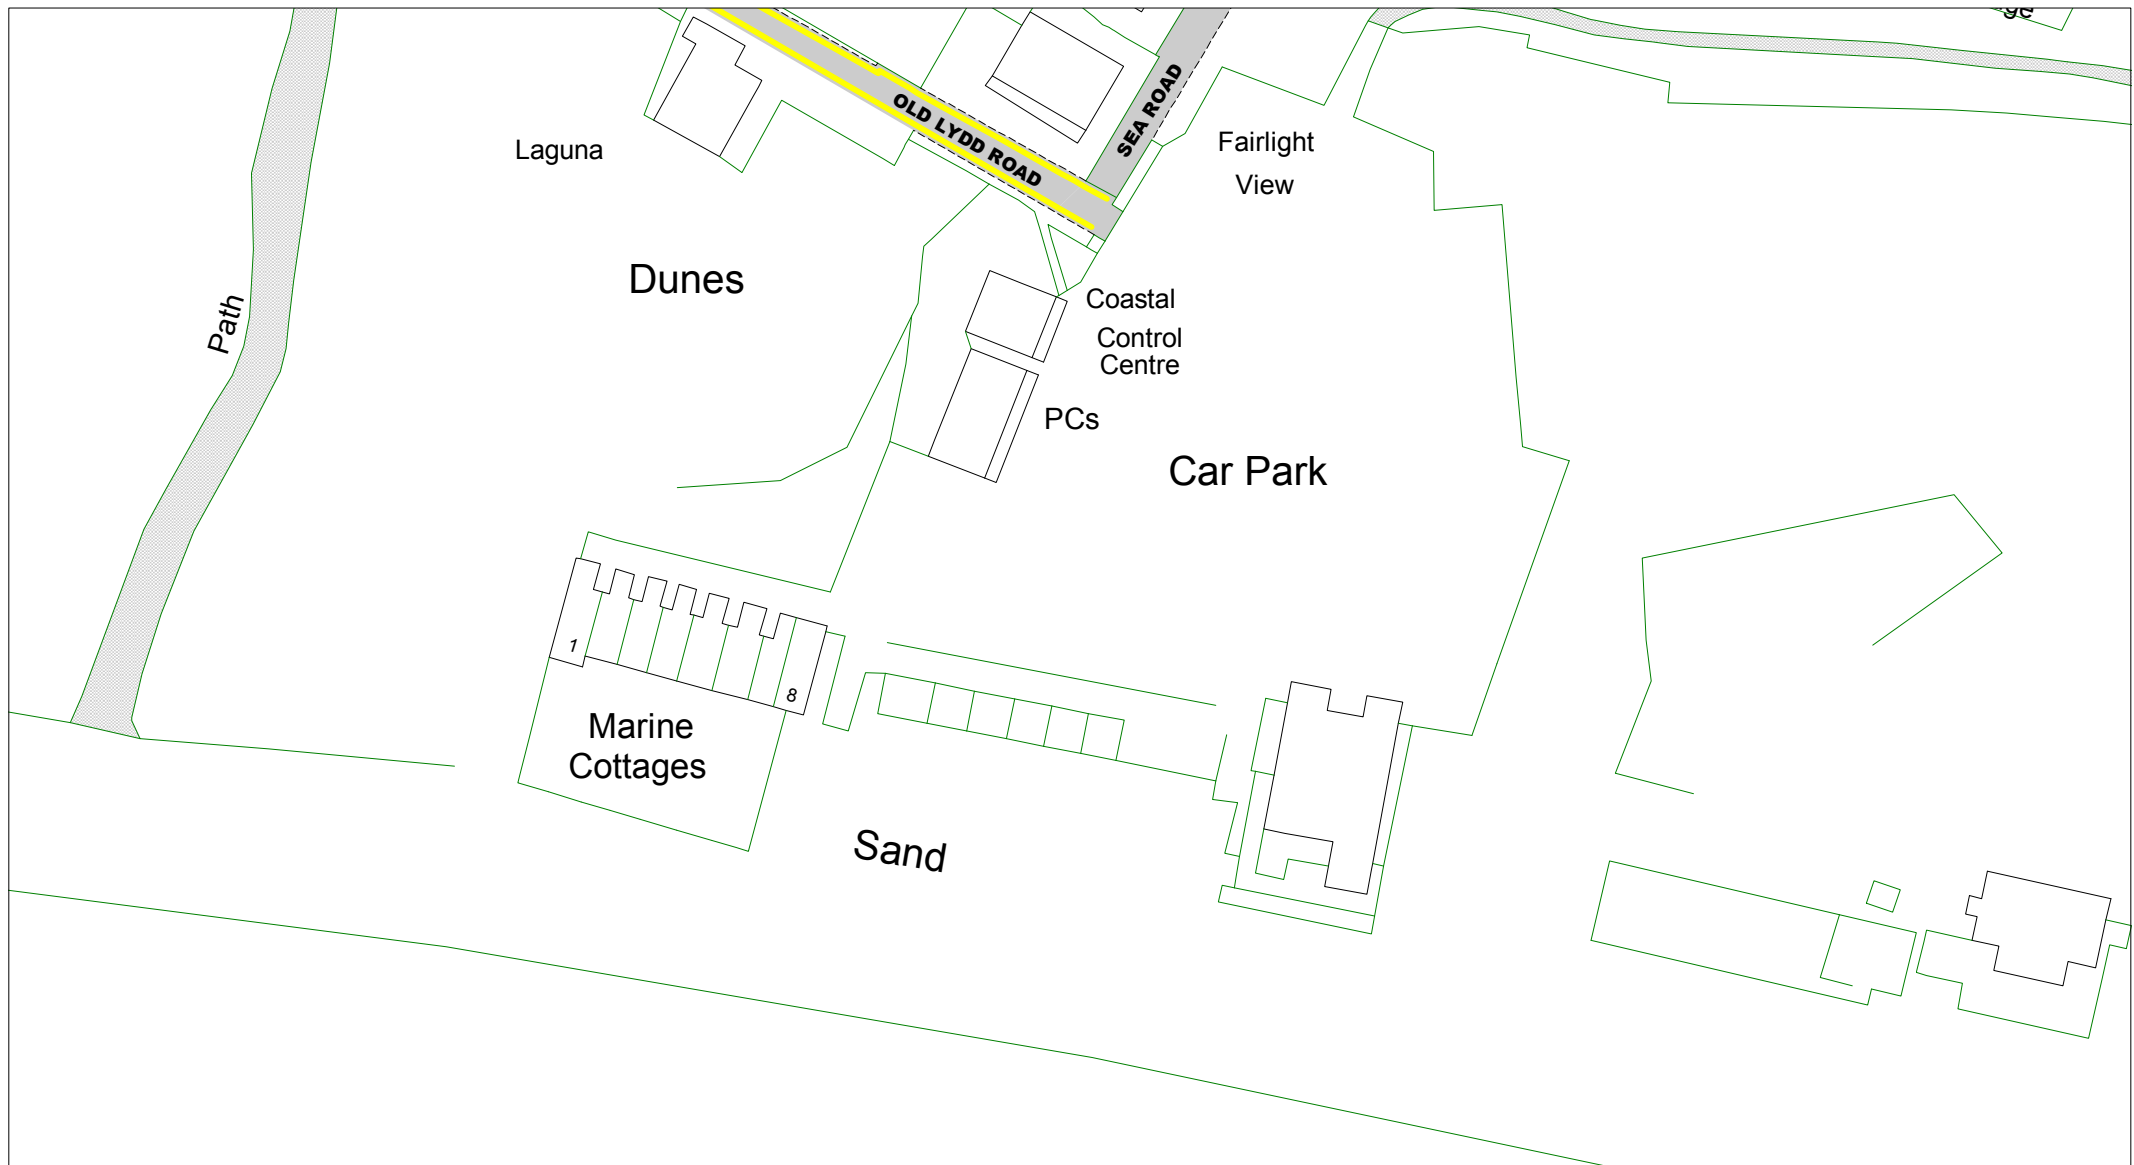 OLD LYDD ROAD
SEA ROAD
Fairlight
View
Laguna
Dunes
Path
Coastal
Control
Centre
PCs
Car Park
1
8
Marine
Cottages
Sand